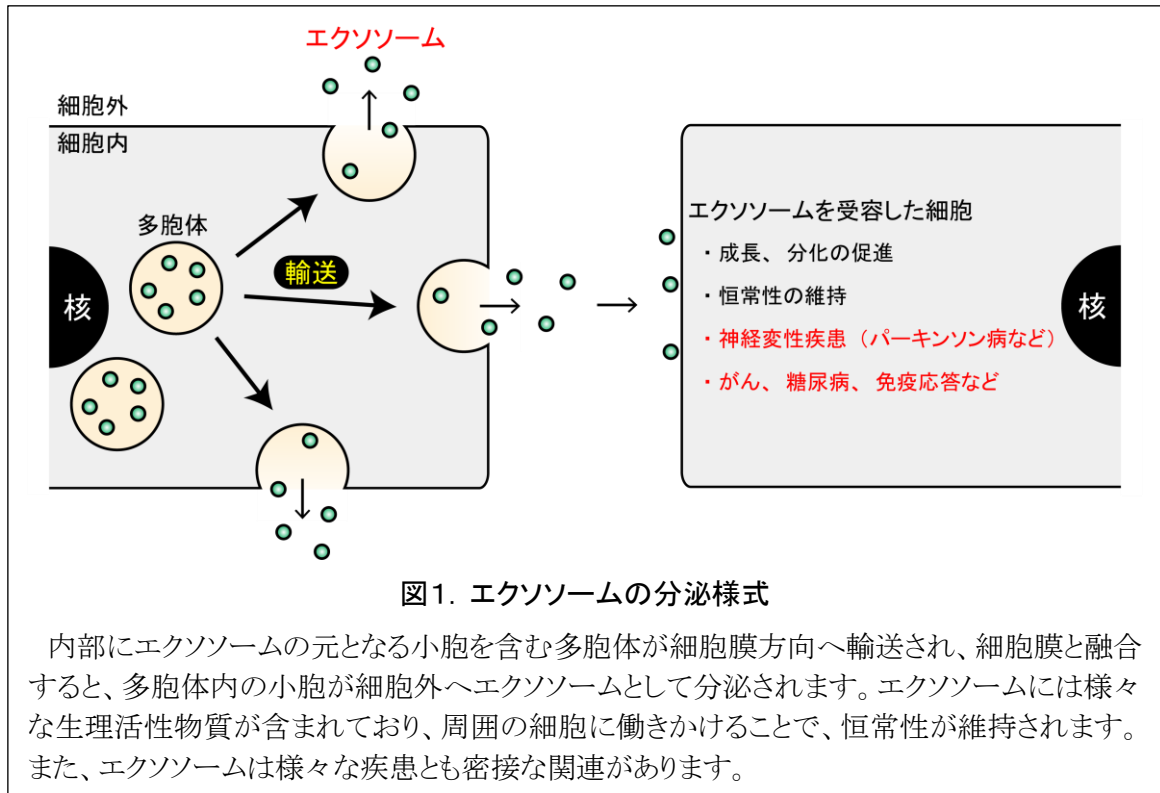 エクソソーム
細胞外
細胞内
多胞体
輸送
核
エクソソームを受容した細胞
・成長、分化の促進
・恒常性の維持
・神経変性疾患（パーキンソン病など）
・がん、糖尿病、免疫応答など
核
図1．エクソソームの分泌様式
内部にエクソソームの元となる小胞を含む多胞体が細胞膜方向へ輸送され、細胞膜と融合
すると、多胞体内の小胞が細胞外へエクソソームとして分泌されます。エクソソームには様々
な生理活性物質が含まれており、周囲の細胞に働きかけることで、恒常性が維持されます。
また、エクソソームは様々な疾患とも密接な関連があります。